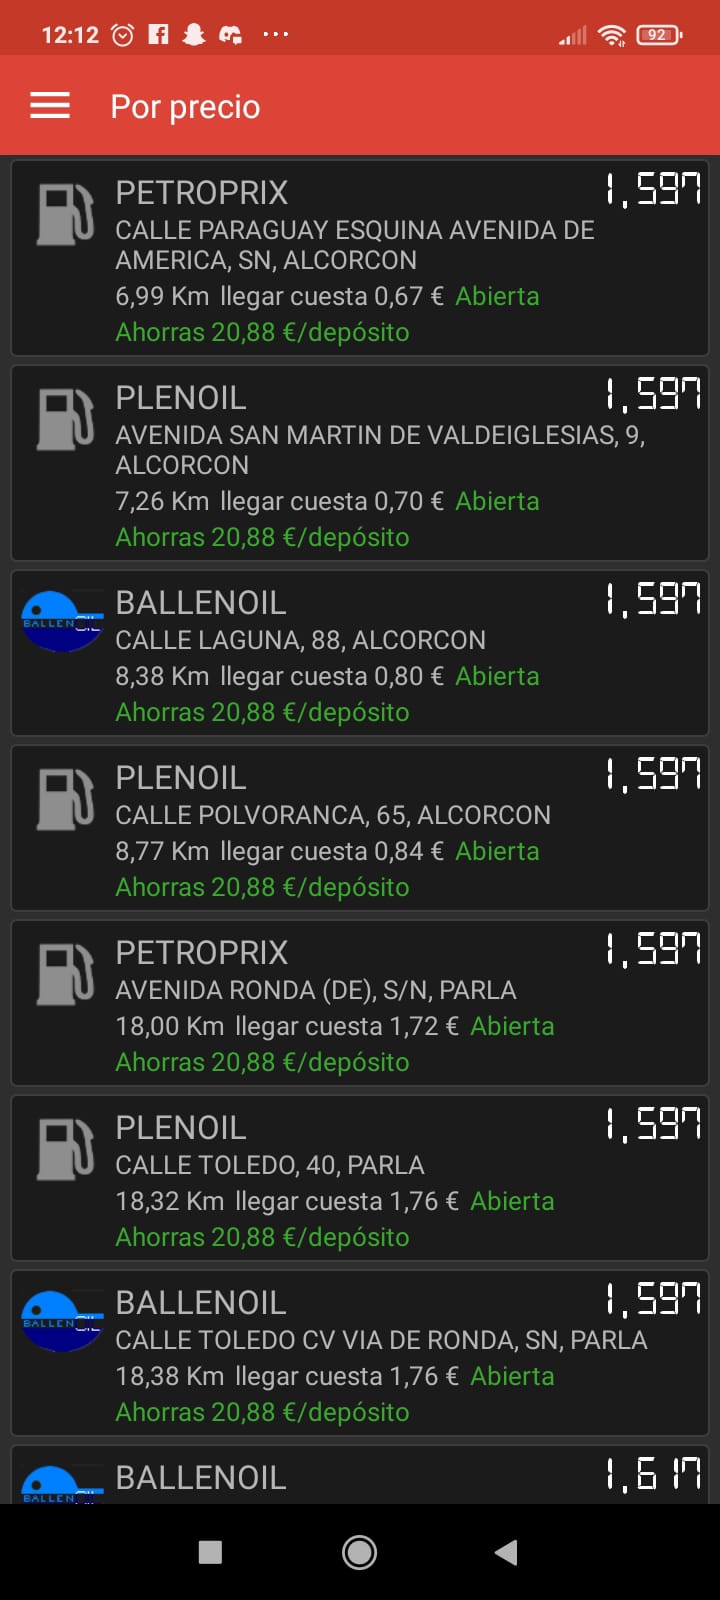 12:12
92
Por precio
PETROPRIX 1,597
CALLE PARAGUAY ESQUINA AVENIDA DE
AMERICA, SN, ALCORCON
6,99 Km llegar cuesta 0,67 € Abierta
Ahorras 20,88 €/depósito
PLENOIL 1,597
AVENIDA SAN MARTIN DE VALDEIGLESIAS, 9,
ALCORCON
7,26 Km llegar cuesta 0,70 € Abierta
Ahorras 20,88 €/depósito
BALLENOIL
BALLENOIL 1,597
CALLE LAGUNA, 88, ALCORCON
8,38 Km llegar cuesta 0,80 € Abierta
Ahorras 20,88 €/depósito
PLENOIL 1,597
CALLE POLVORANCA, 65, ALCORCON
8,77 Km llegar cuesta 0,84 € Abierta
Ahorras 20,88 €/depósito
PETROPRIX 1,597
AVENIDA RONDA (DE), S/N, PARLA
18,00 Km llegar cuesta 1,72 € Abierta
Ahorras 20,88 €/depósito
PLENOIL 1,597
CALLE TOLEDO, 40, PARLA
18,32 Km llegar cuesta 1,76 € Abierta
Ahorras 20,88 €/depósito
BALLENOIL
BALLENOIL 1,597
CALLE TOLEDO CV VIA DE RONDA, SN, PARLA
18,38 Km llegar cuesta 1,76 € Abierta
Ahorras 20,88 €/depósito
BALLENOIL 1,617
BALLENOIL